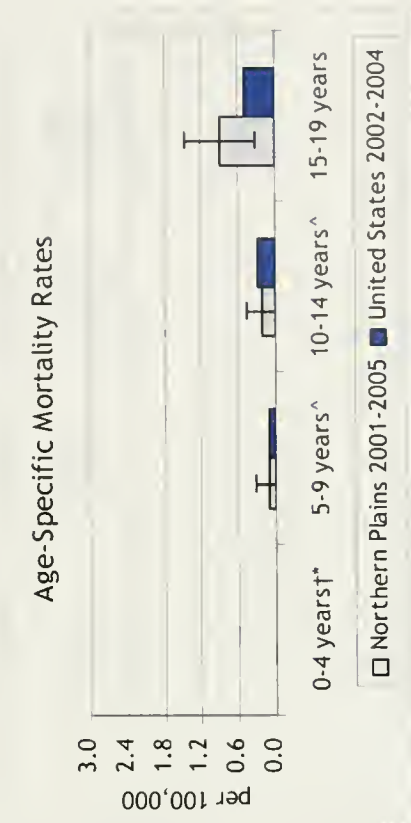 Age-Specific Mortality Rates
per 100,000
3.0
2.4
1.8
1.2
0.6
0.0
0-4 years†* 5-9 years^ 10-14 years^ 15-19 years
Northern Plains 2001-2005 United States 2002-2004